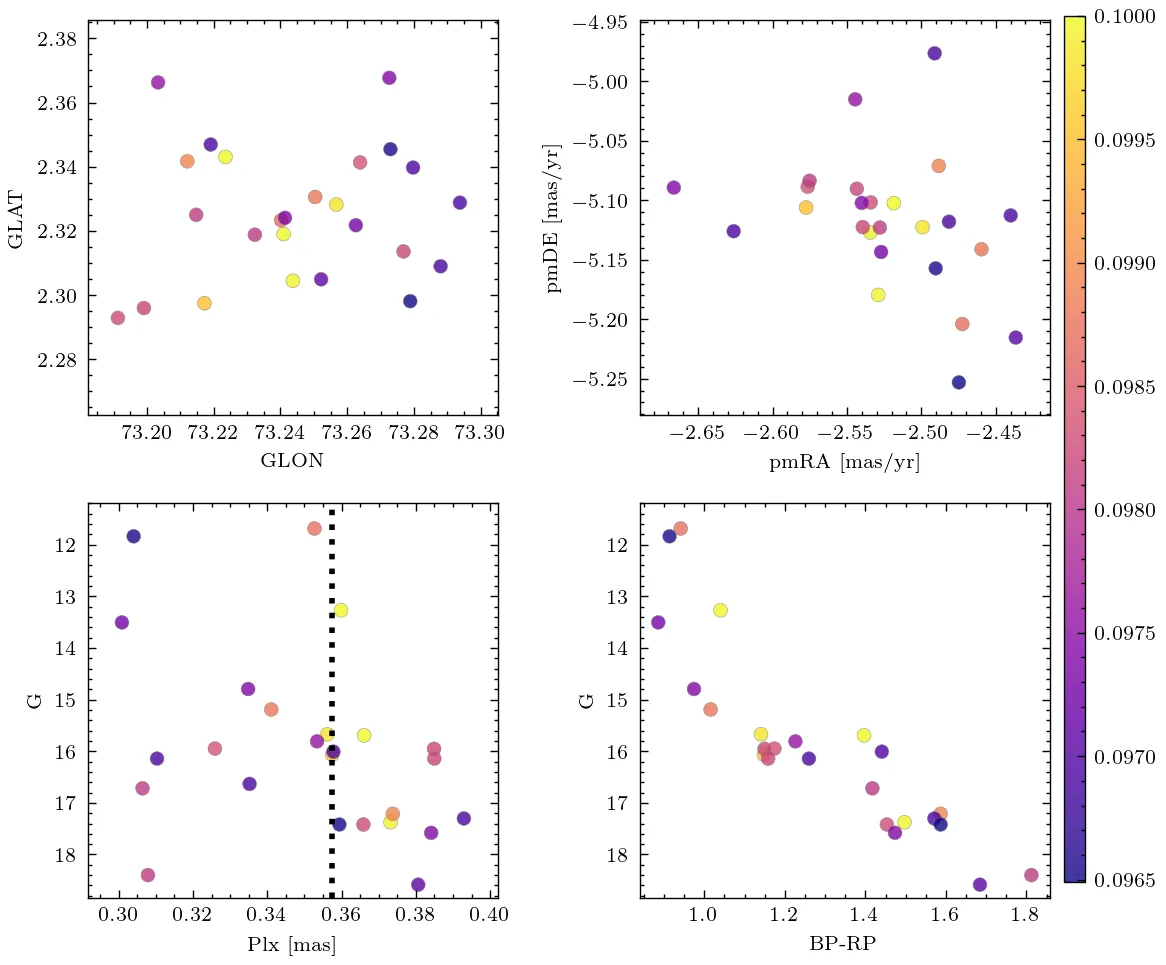 2.38
2.36
2.34
2.32
2.30
2.28
GLAT
73.20 73.22 73.24 73.26 73.28 73.30
GLON
−4.95
−5.00
−5.05
−5.10
−5.15
−5.20
−5.25
pmDE [mas/yr]
−2.65 −2.60 −2.55 −2.50 −2.45
pmRA [mas/yr]
12
13
14
15
16
17
18
G
0.30 0.32 0.34 0.36 0.38 0.40
Plx [mas]
12
13
14
15
16
17
18
G
1.0 1.2 1.4 1.6 1.8
BP-RP
0.1000
0.0995
0.0990
0.0985
0.0980
0.0975
0.0970
0.0965